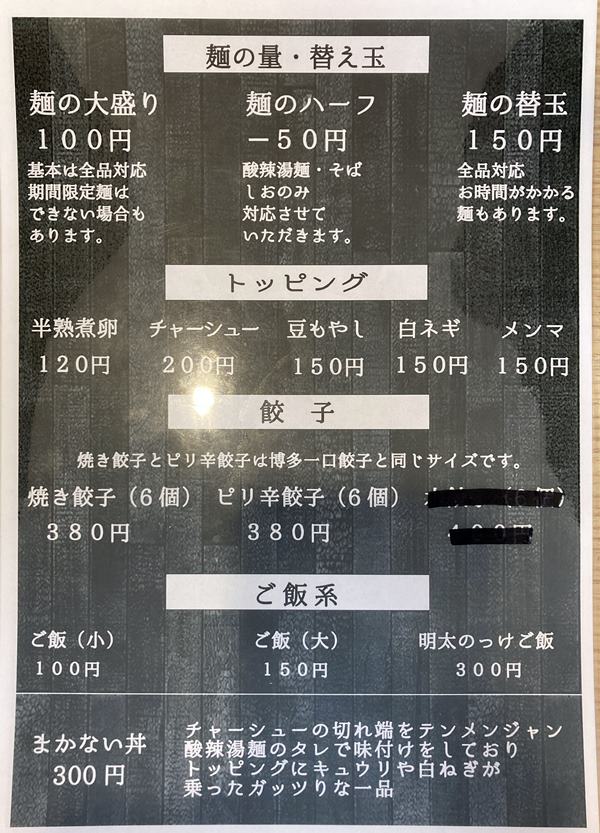 麺の量・替え玉
麺の大盛り 麺のハーフ 麺の替玉
１００円 －５０円 １５０円
基本は全品対応 酸辣湯麺・そば 全品対応
期間限定麺は しおのみ お時間がかかる
できない場合も 対応させて 麺もあります。
あります。 いただきます。
トッピング
半熟煮卵 チャーシュー 豆もやし 白ネギ メンマ
１２０円 ２００円 １５０円 １５０円 １５０円
餃 子
焼き餃子とピリ辛餃子は博多一口餃子と同じサイズです。
焼き餃子（６個） ピリ辛餃子（６個）
３８０円 ３８０円
ご飯系
ご飯（小） ご飯（大） 明太のっけご飯
１００円 １５０円 ３００円
まかない丼
300円
チャーシューの切れ端をテンメンジャン
酸辣湯麺のタレで味付けをしており
トッピングにキュウリや白ねぎが
乗ったガッツりな一品